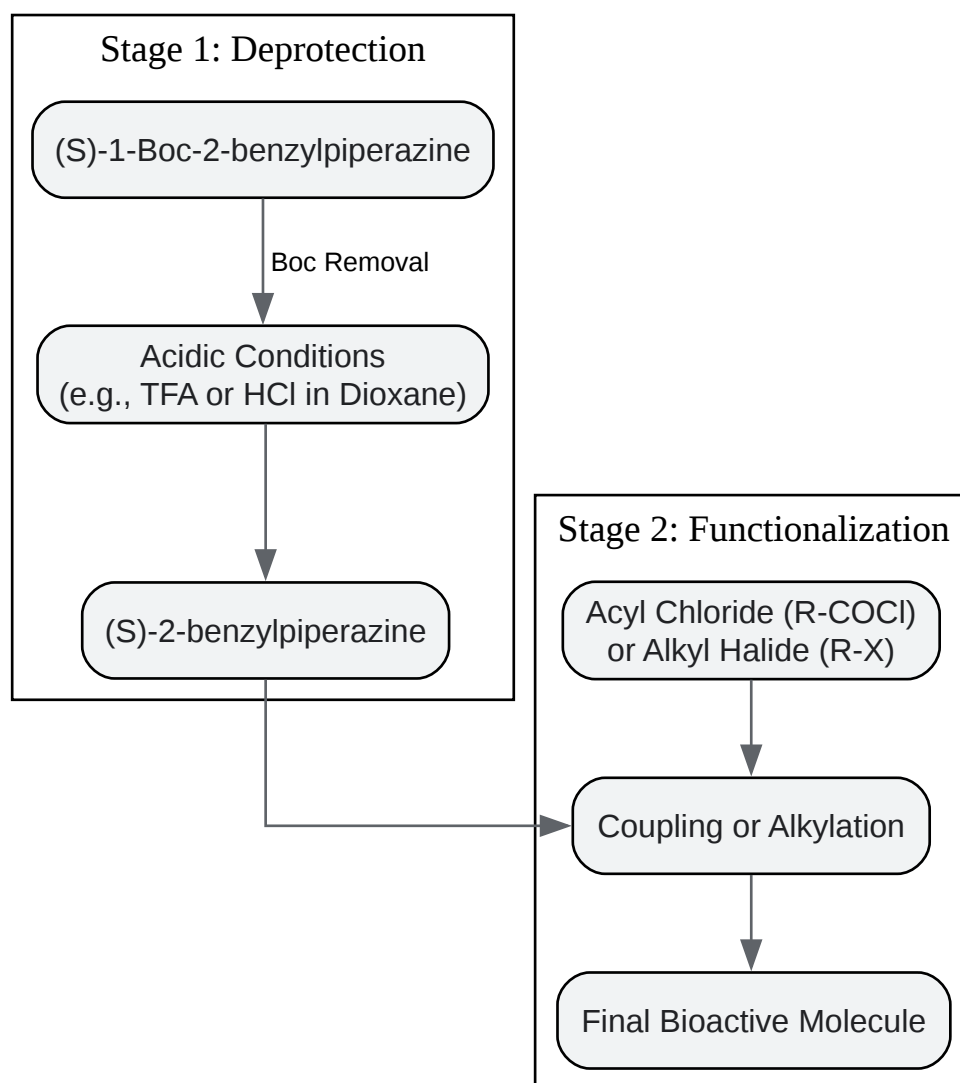 Stage 1: Deprotection
(S)-1-Boc-2-benzylpiperazine
Boc Removal
Acidic Conditions
(e.g., TFA or HCl in Dioxane)
(S)-2-benzylpiperazine
Stage 2: Functionalization
Acyl Chloride (R-COCl)
or Alkyl Halide (R-X)
Coupling or Alkylation
Final Bioactive Molecule